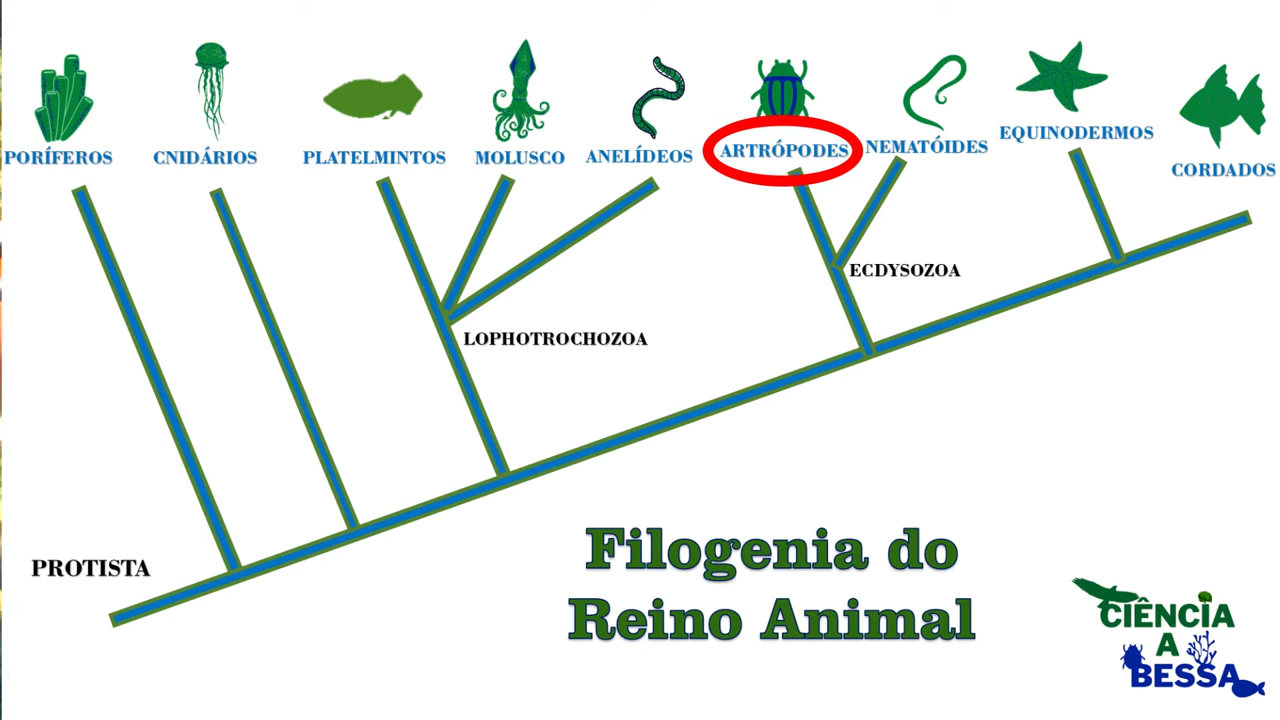 PORÍFEROS
CNIDÁRIOS
PLATELMINTOS
MOLUSCO
ANELÍDEOS
ARTRÓPODES
NEMATÓIDES
EQUINODERMOS
CORDADOS
ECDYSOZOA
LOPHOTROCHOZOA
PROTISTA
Filogenia do
Reino Animal
CIÊNCIA
A
BESSA